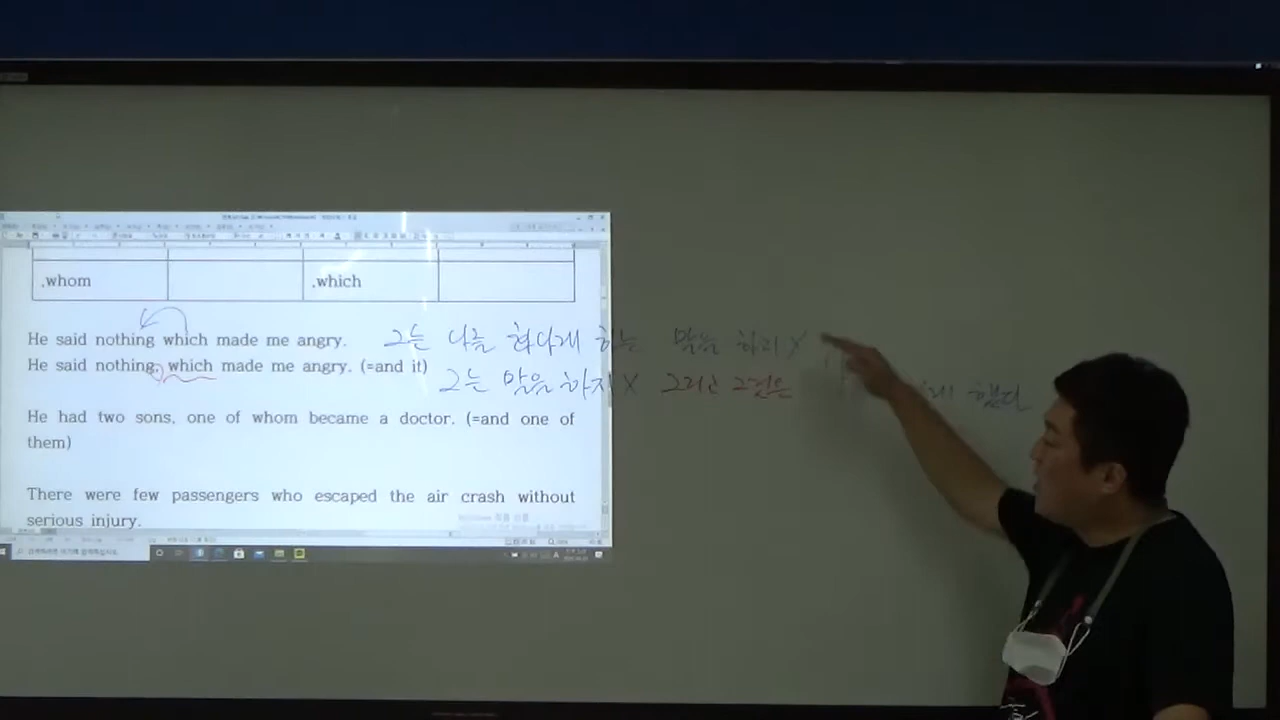 ,whom ,which
He said nothing which made me angry. 그는 나를 화나게 하는 말을 하지 X
He said nothing, which made me angry. (=and it) 그는 말을 하지 X 그리고 그것은 했다
He had two sons, one of whom became a doctor. (=and one of
them)
There were few passengers who escaped the air crash without
serious injury.